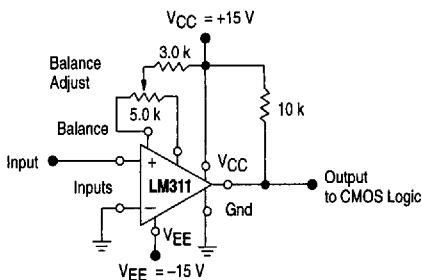 V_CC = +15 V
3.0 k
Balance
Adjust
5.0 k
10 k
Balance
Input
+
V_CC
LM311
Output
to CMOS Logic
Inputs
–
Gnd
V_EE
V_EE = –15 V